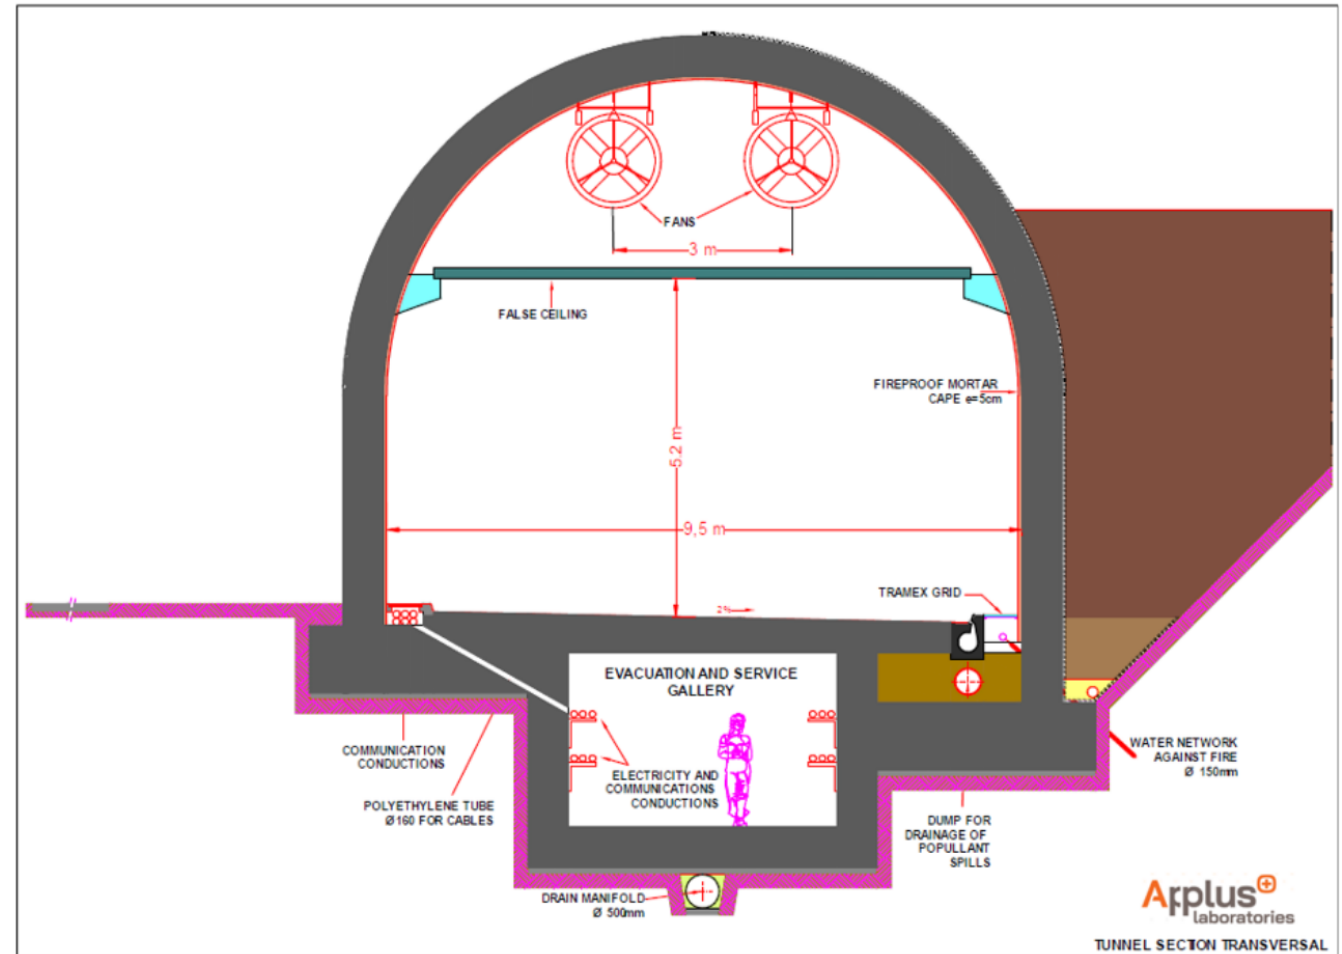 FANS
3 m
FALSE CEILING
FIREPROOF MORTAR
CAPE e=5cm
5.2 m
9,5 m
2%
TRAMEX GRID
EVACUATION AND SERVICE
GALLERY
COMMUNICATION
CONDUCTIONS
ELECTRICITY AND
COMMUNICATIONS
CONDUCTIONS
WATER NETWORK
AGAINST FIRE
Ø 150mm
POLYETHYLENE TUBE
Ø160 FOR CABLES
DUMP FOR
DRAINAGE OF
POPULLANT
SPILLS
DRAIN MANIFOLD
Ø 500mm
Applus+
laboratories
TUNNEL SECTION TRANSVERSAL